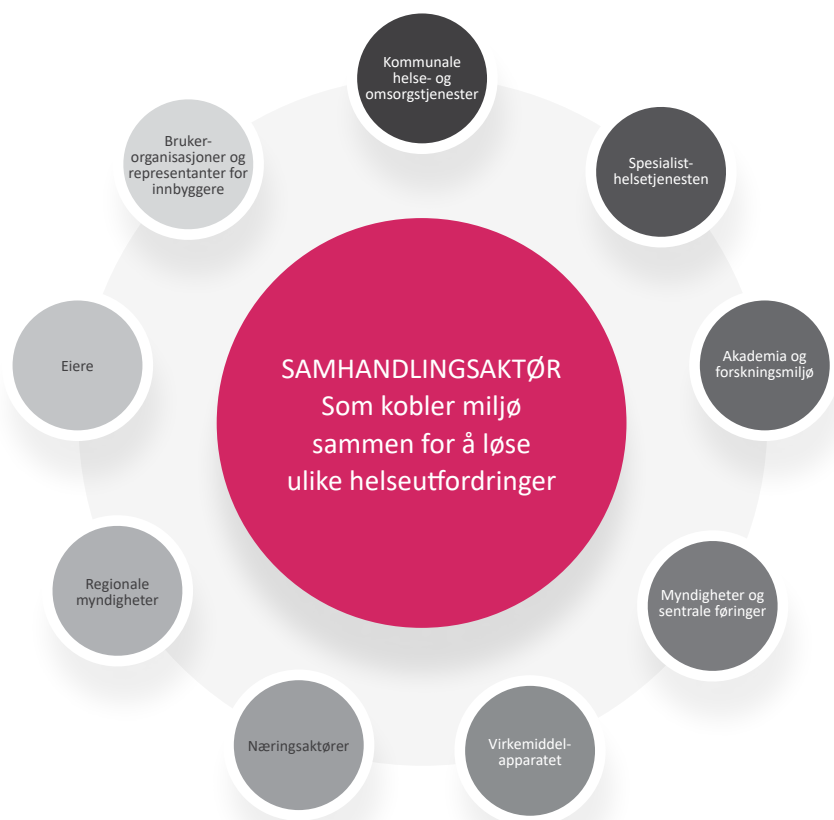 Kommunale
helse- og
omsorgstjenester
Spesialist-
helsetjenesten
Akademia og
forskningsmiljø
Myndigheter og
sentrale føringer
Virkemiddel-
apparatet
Næringsaktører
Regionale
myndigheter
Eiere
Bruker-
organisasjoner og
representanter for
innbyggere
SAMHANDLINGSAKTØR
Som kobler miljø
sammen for å løse
ulike helseutfordringer